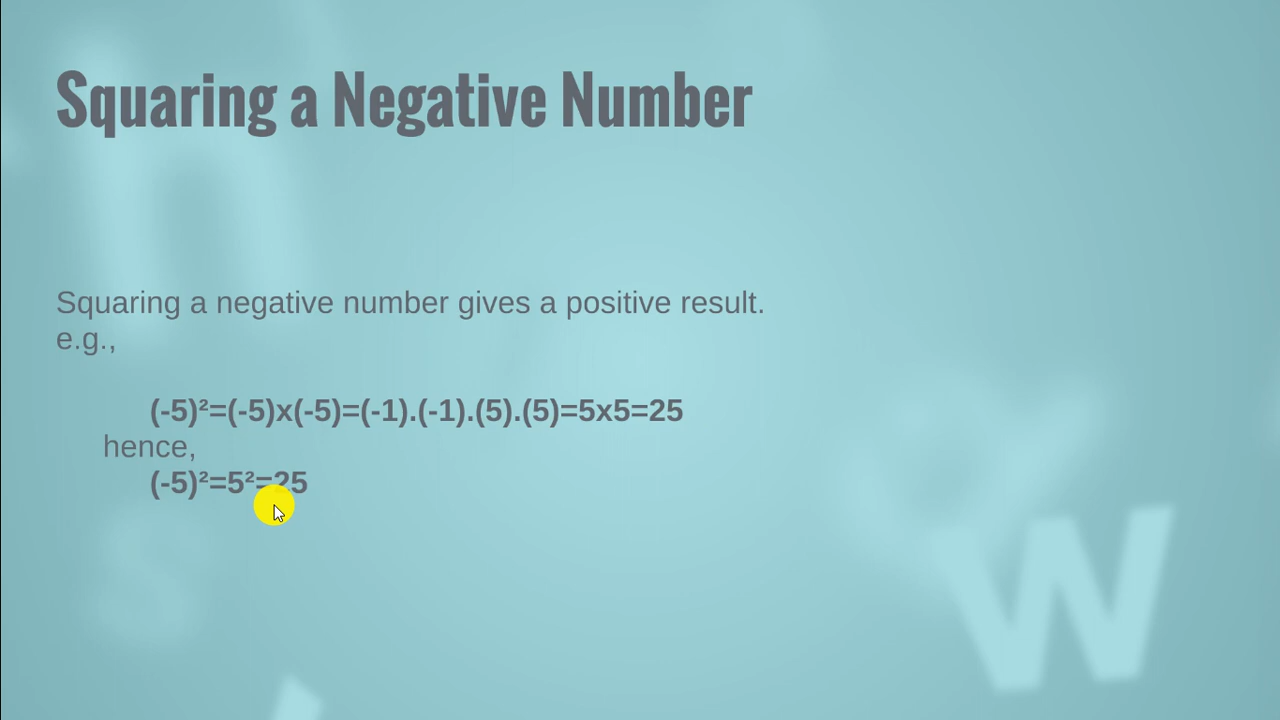 Squaring a Negative Number
Squaring a negative number gives a positive result.
e.g.,
(-5)²=(-5)x(-5)=(-1).(-1).(5).(5)=5x5=25
hence,
(-5)²=5²=25